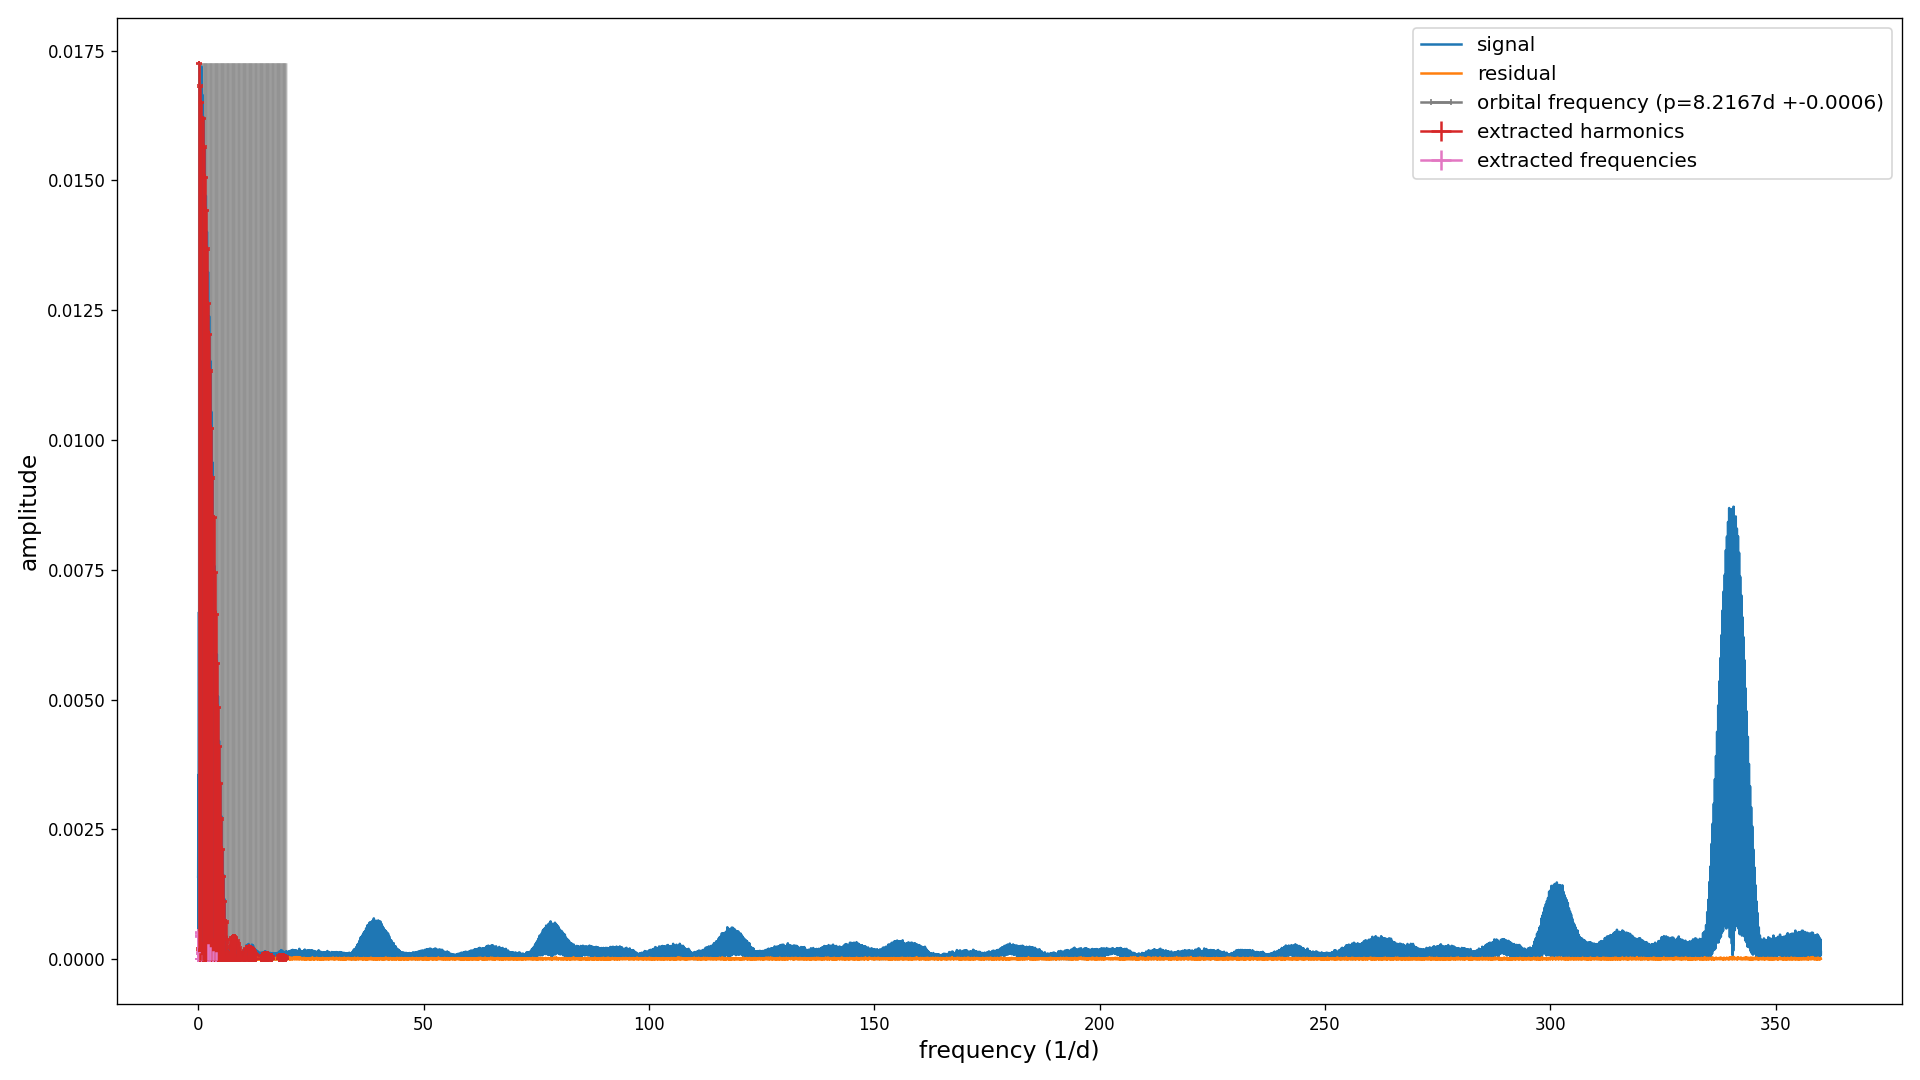 0.0175
0.0150
0.0125
0.0100
0.0075
0.0050
0.0025
0.0000
amplitude
signal
residual
orbital frequency (p=8.2167d +-0.0006)
extracted harmonics
extracted frequencies
0 50 100 150 200 250 300 350
frequency (1/d)